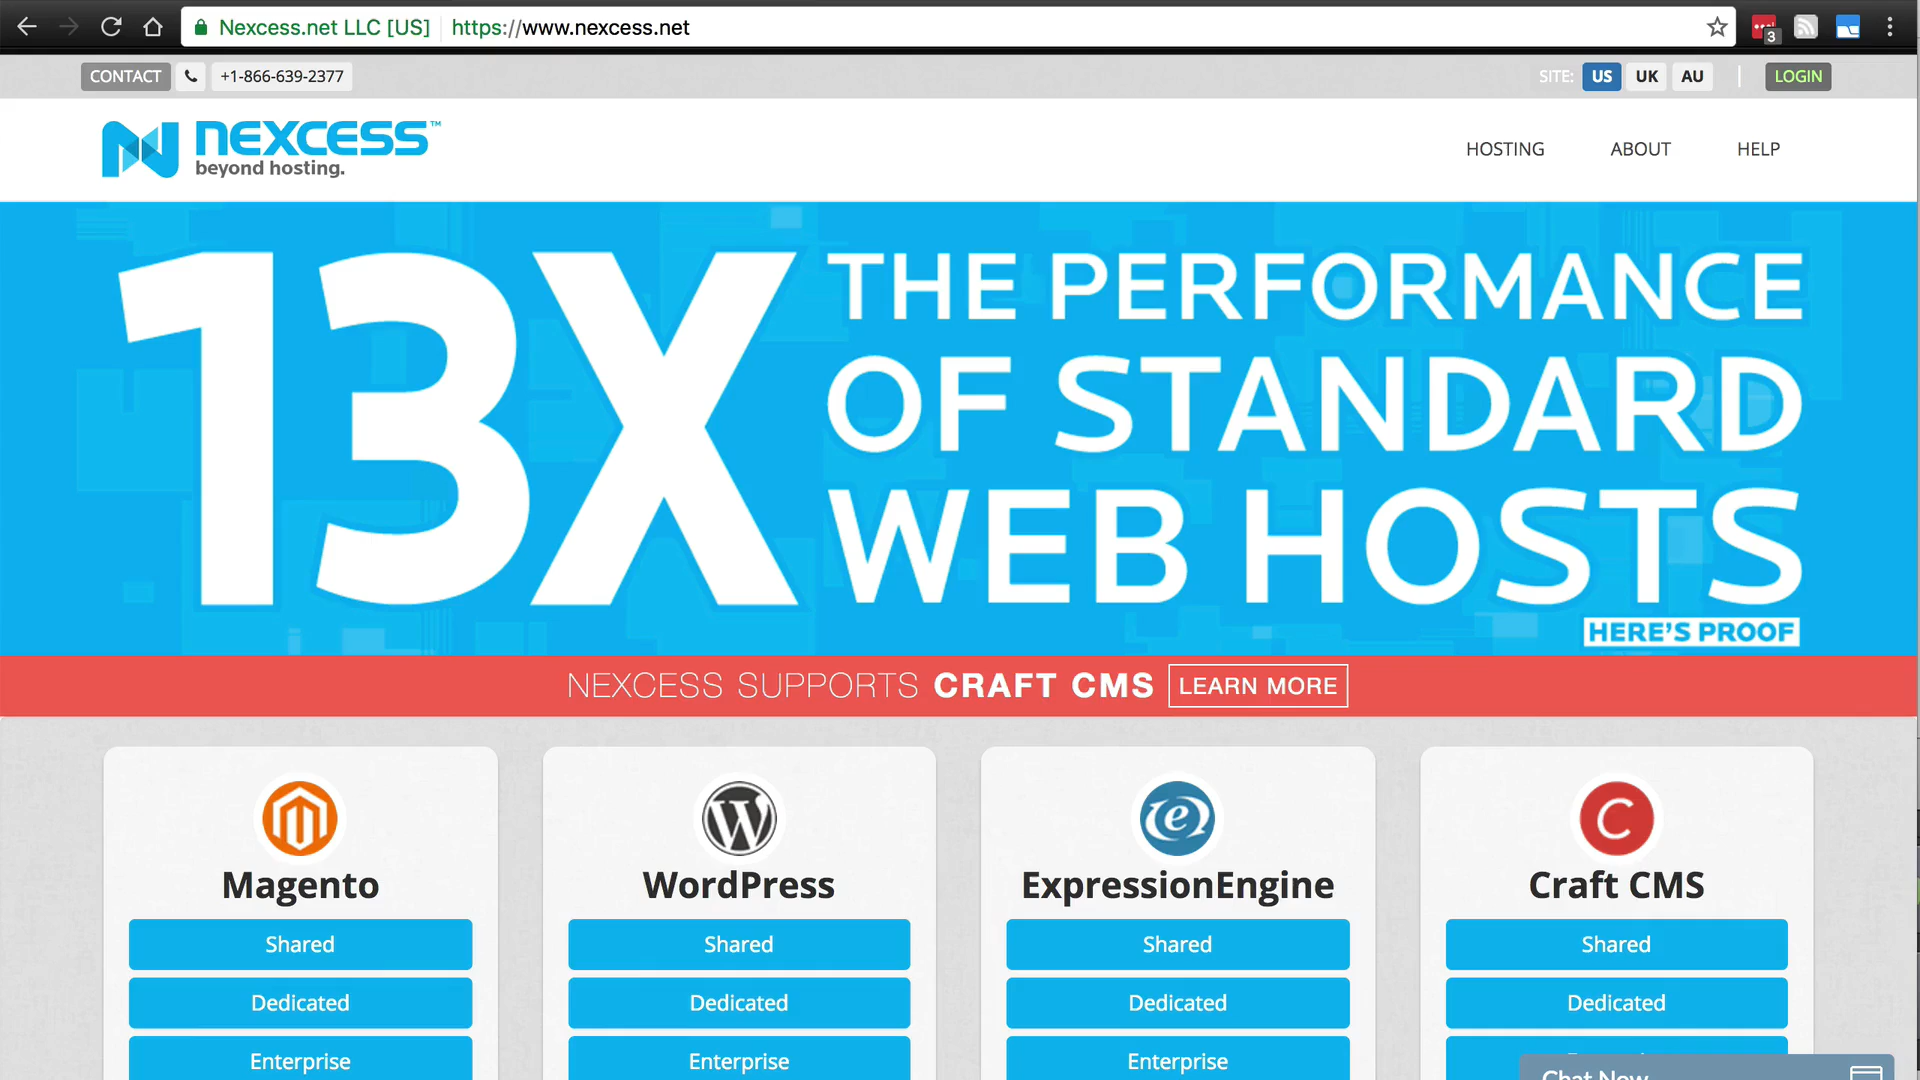 Nexcess.net LLC [US] https://www.nexcess.net
3
CONTACT +1-866-639-2377 SITE: US UK AU LOGIN
NEXCESS™
beyond hosting.
HOSTING ABOUT HELP
13X
THE PERFORMANCE
OF STANDARD
WEB HOSTS
HERE'S PROOF
NEXCESS SUPPORTS CRAFT CMS LEARN MORE
Magento WordPress ExpressionEngine Craft CMS
Shared Shared Shared Shared
Dedicated Dedicated Dedicated Dedicated
Enterprise Enterprise Enterprise
Chat Now